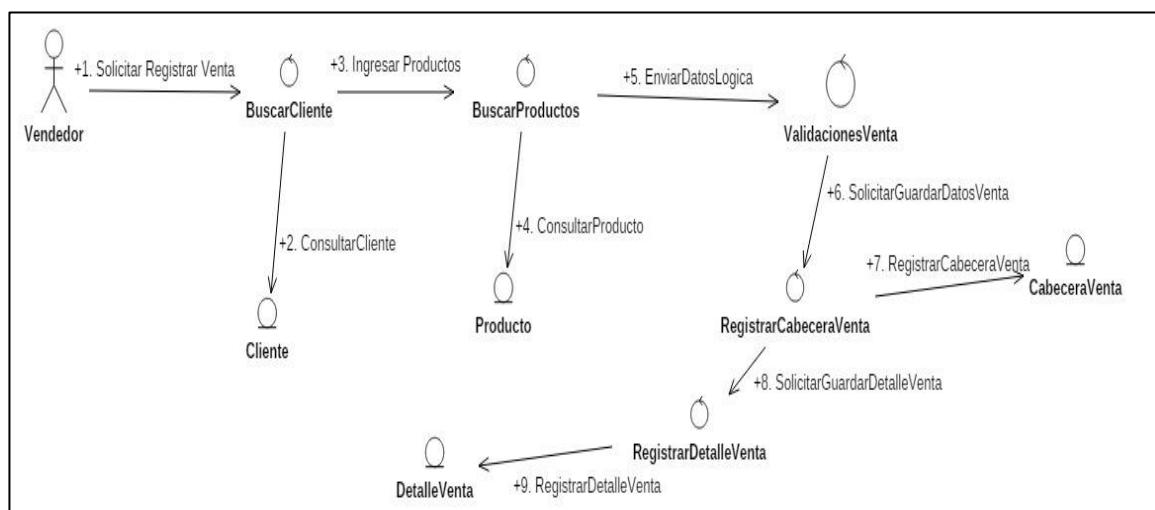 +1. Solicitar Registrar Venta
+3. Ingresar Productos
+5. EnviarDatosLogica
Vendedor
BuscarCliente
BuscarProductos
ValidacionesVenta
+6. SolicitarGuardarDatosVenta
+2. ConsultarCliente
+4. ConsultarProducto
+7. RegistrarCabeceraVenta
CabeceraVenta
Cliente
Producto
RegistrarCabeceraVenta
+8. SolicitarGuardarDetalleVenta
RegistrarDetalleVenta
DetalleVenta
+9. RegistrarDetalleVenta